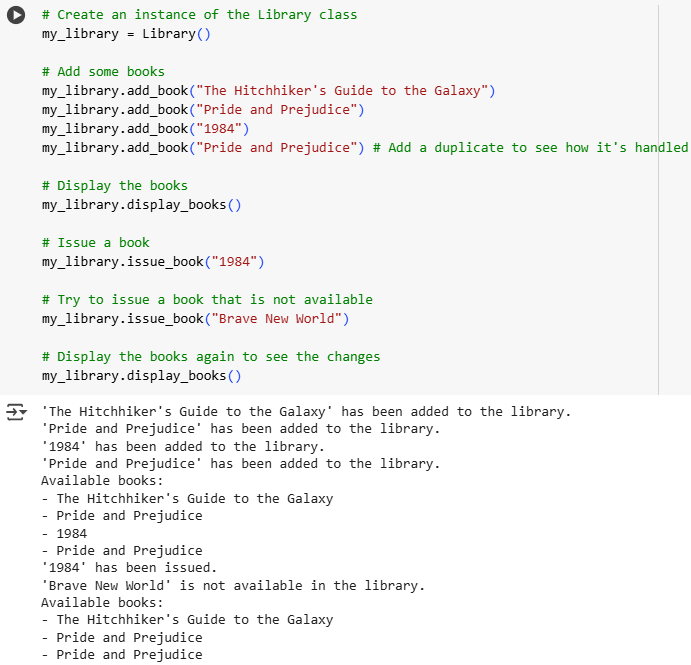 # Create an instance of the Library class
my_library = Library()
# Add some books
my_library.add_book("The Hitchhiker's Guide to the Galaxy")
my_library.add_book("Pride and Prejudice")
my_library.add_book("1984")
my_library.add_book("Pride and Prejudice") # Add a duplicate to see how it's handled
# Display the books
my_library.display_books()
# Issue a book
my_library.issue_book("1984")
# Try to issue a book that is not available
my_library.issue_book("Brave New World")
# Display the books again to see the changes
my_library.display_books()
'The Hitchhiker's Guide to the Galaxy' has been added to the library.
'Pride and Prejudice' has been added to the library.
'1984' has been added to the library.
'Pride and Prejudice' has been added to the library.
Available books:
- The Hitchhiker's Guide to the Galaxy
- Pride and Prejudice
- 1984
- Pride and Prejudice
'1984' has been issued.
'Brave New World' is not available in the library.
Available books:
- The Hitchhiker's Guide to the Galaxy
- Pride and Prejudice
- Pride and Prejudice